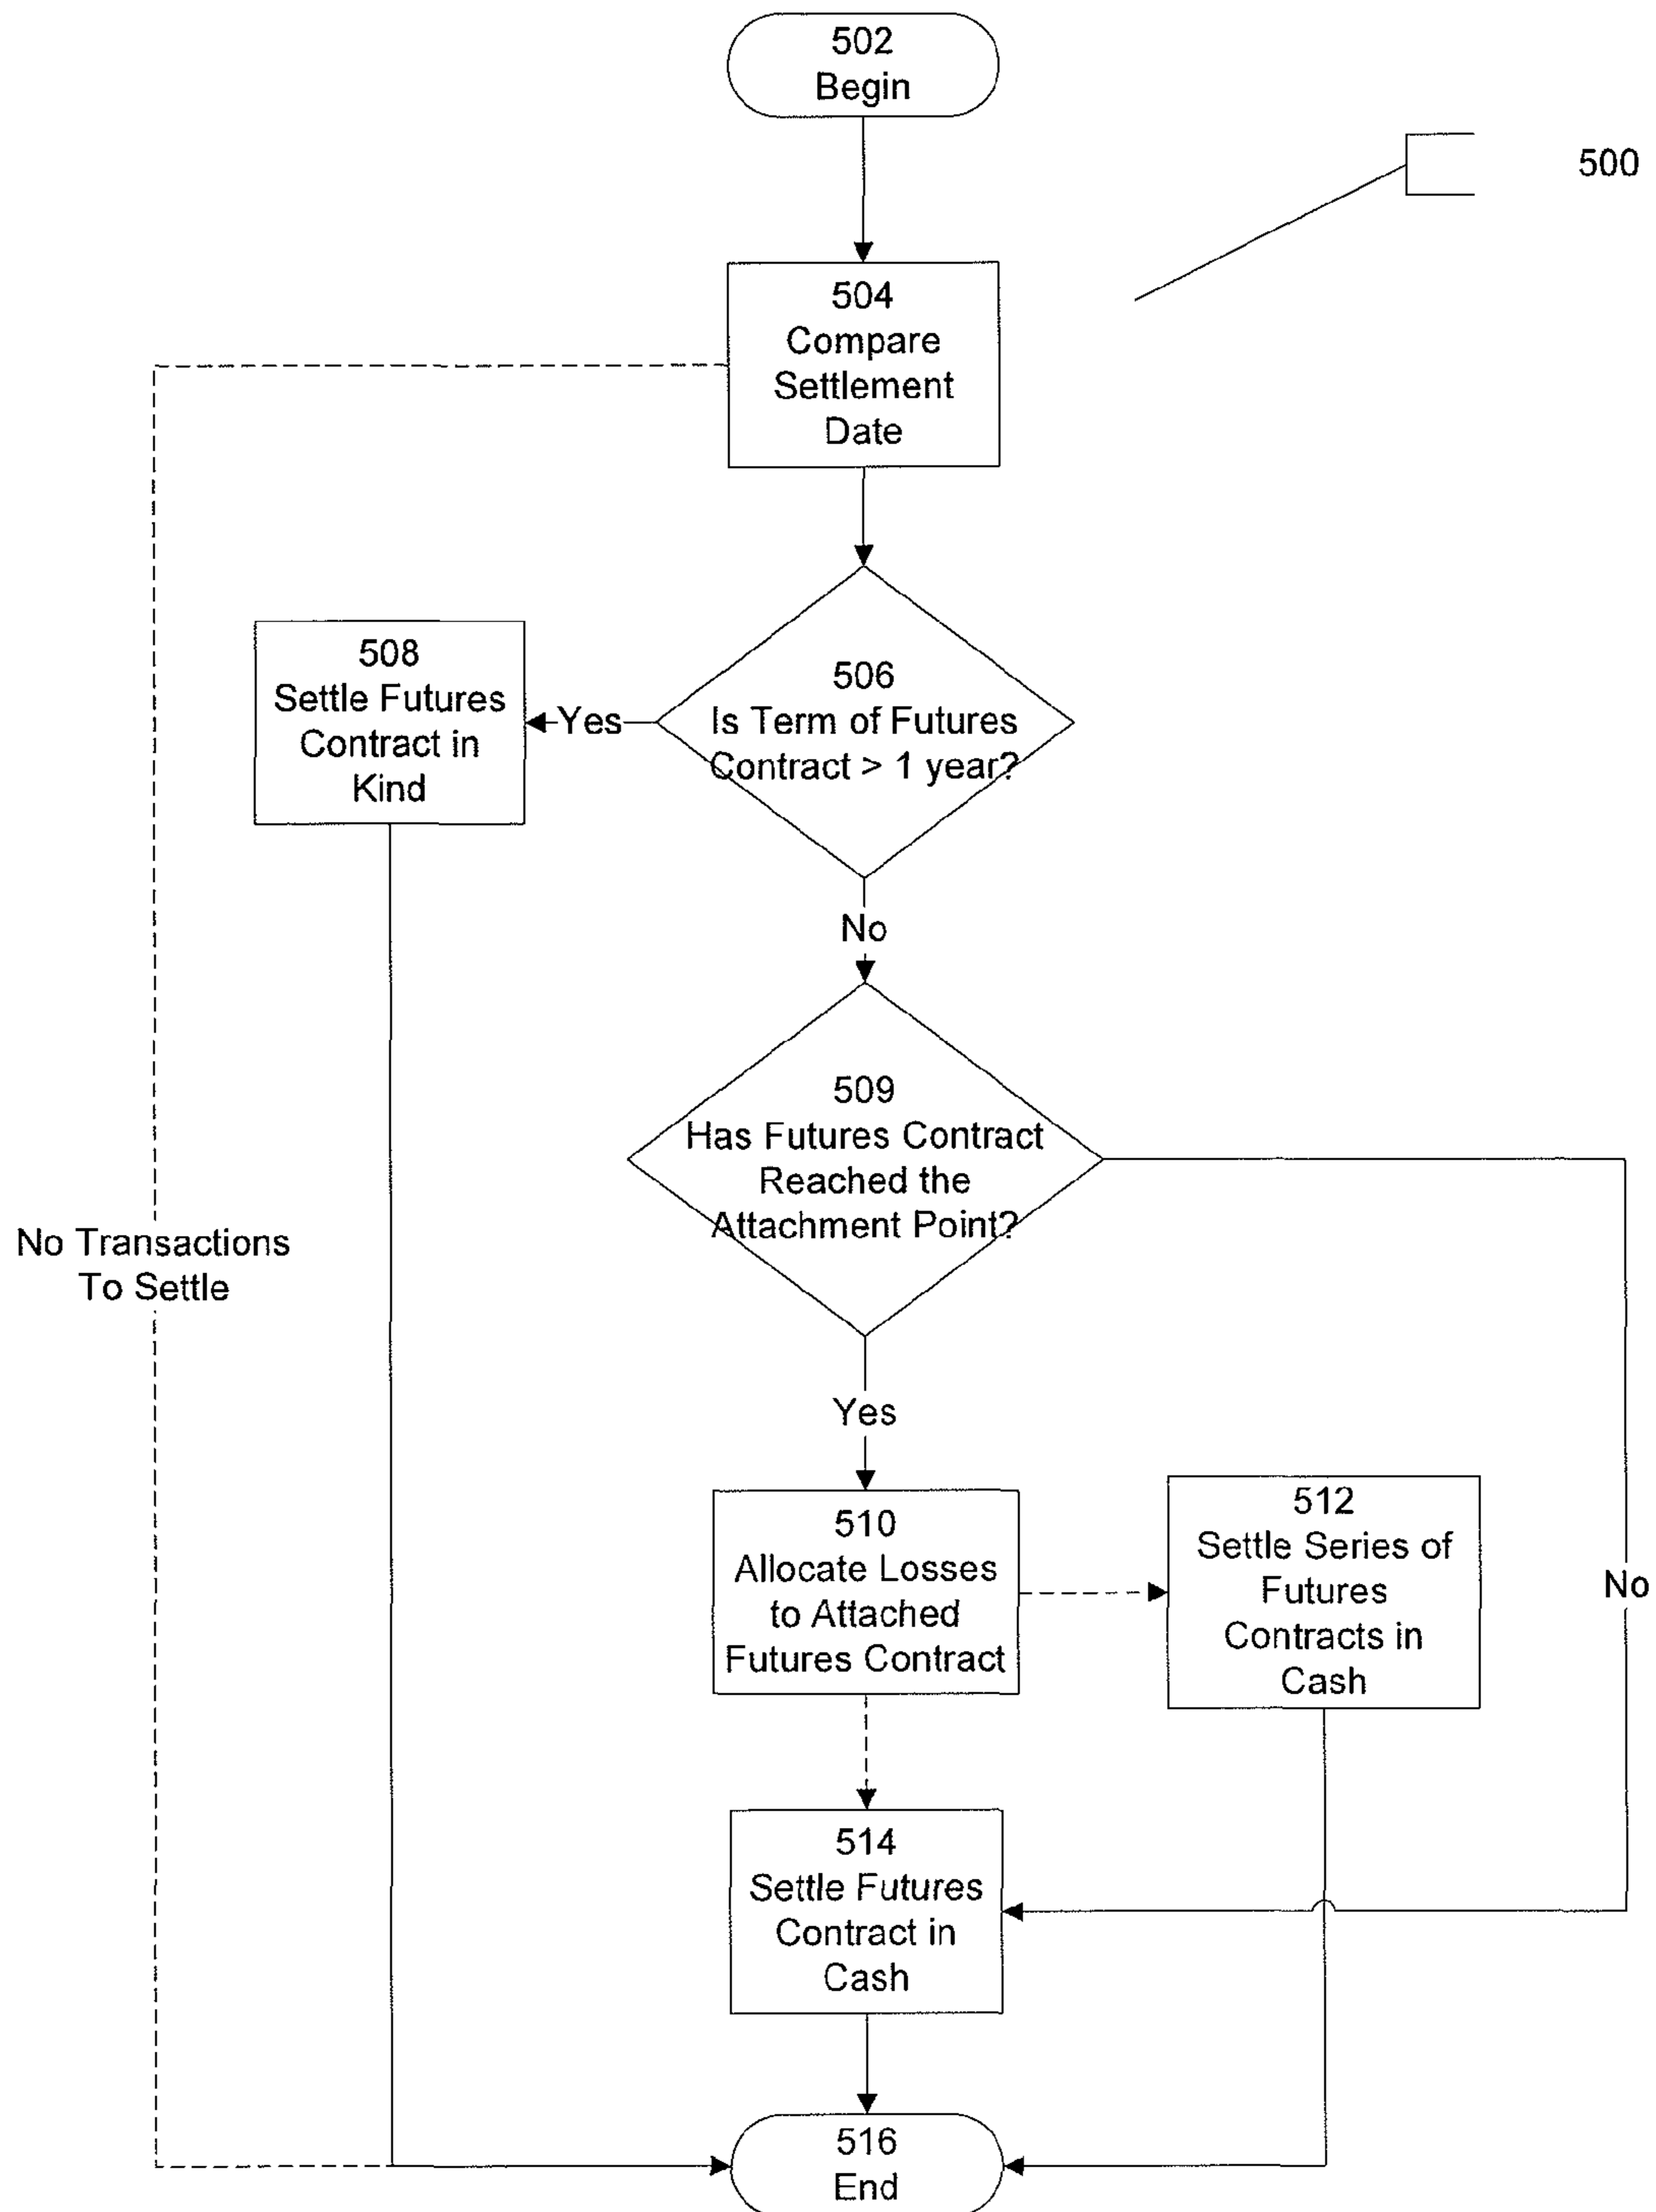 502
Begin
500
504
Compare
Settlement
Date
506
Is Term of Futures
Contract > 1 year?
Yes
508
Settle Futures
Contract in
Kind
No
509
Has Futures Contract
Reached the
Attachment Point?
No Transactions
To Settle
Yes
510
Allocate Losses
to Attached
Futures Contract
512
Settle Series of
Futures
Contracts in
Cash
No
514
Settle Futures
Contract in
Cash
516
End